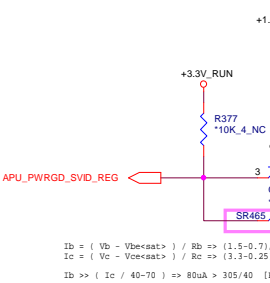 +1.
+3.3V_RUN
R377
*10K_4_NC
APU_PWRGD_SVID_REG
3
SR465
Ib = ( Vb - Vbe<sat> ) / Rb => (1.5-0.7)
Ic = ( Vc - Vce<sat> ) / Rc => (3.3-0.25
Ib >> ( Ic / 40-70 ) => 80uA > 305/40 [